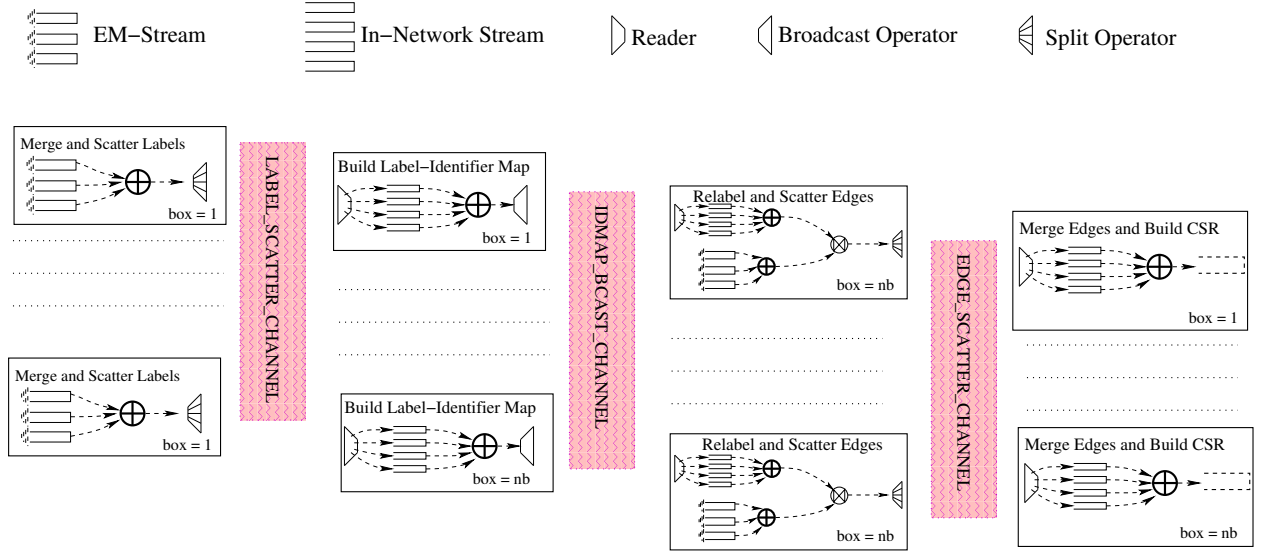 EM−Stream
In−Network Stream
Reader
Broadcast Operator
Split Operator
Merge and Scatter Labels
box = 1
Merge and Scatter Labels
box = 1
LABEL_SCATTER_CHANNEL
Build Label−Identifier Map
box = 1
Build Label−Identifier Map
box = nb
IDMAP_BCAST_CHANNEL
Relabel and Scatter Edges
box = nb
Relabel and Scatter Edges
box = nb
EDGE_SCATTER_CHANNEL
Merge Edges and Build CSR
box = 1
Merge Edges and Build CSR
box = nb